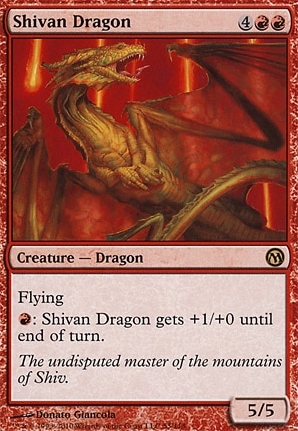 Shivan Dragon 4
Creature — Dragon
Flying
: Shivan Dragon gets +1/+0 until
end of turn.
The undisputed master of the mountains
of Shiv.
Donato Giancola
5/5